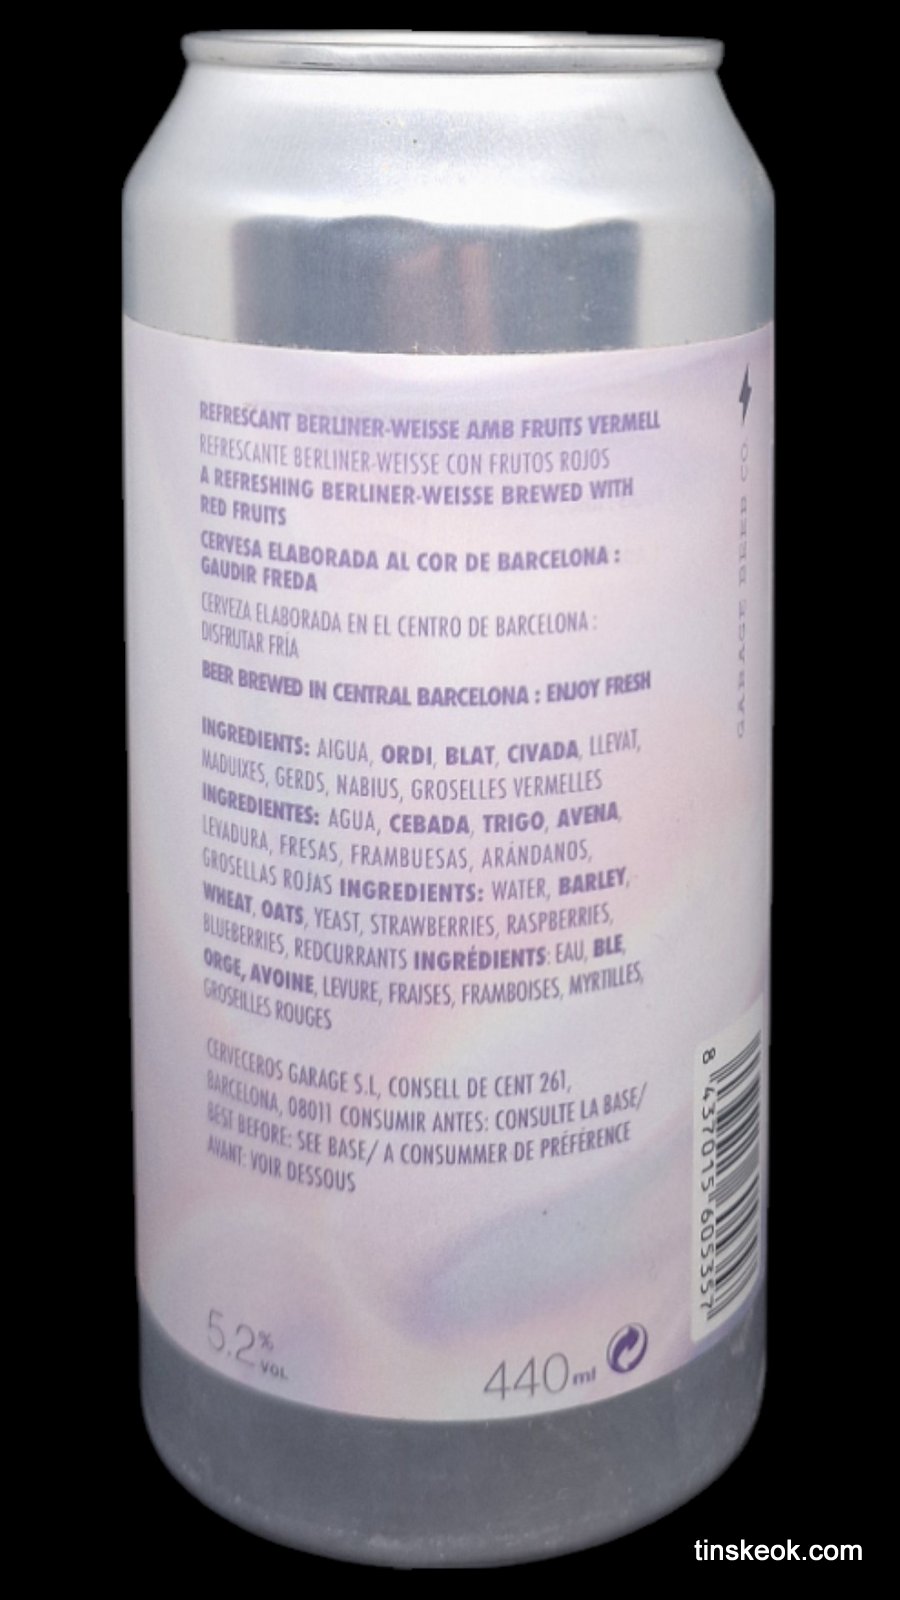 REFRESCANT BERLINER-WEISSE AMB FRUITS VERMELL
REFRESCANTE BERLINER-WEISSE CON FRUTOS ROJOS
A REFRESHING BERLINER-WEISSE BREWED WITH
RED FRUITS
CERVESA ELABORADA AL COR DE BARCELONA :
GAUDIR FREDA
CERVEZA ELABORADA EN EL CENTRO DE BARCELONA :
DISFRUTAR FRÍA
BEER BREWED IN CENTRAL BARCELONA : ENJOY FRESH
INGREDIENTS: AIGUA, ORDI, BLAT, CIVADA, LLEVAT,
MADUIXES, GERDS, NABIUS, GROSELLES VERMELLES
INGREDIENTES: AGUA, CEBADA, TRIGO, AVENA,
LEVADURA, FRESAS, FRAMBUESAS, ARÁNDANOS,
GROSELLAS ROJAS INGREDIENTS: WATER, BARLEY,
WHEAT, OATS, YEAST, STRAWBERRIES, RASPBERRIES,
BLUEBERRIES, REDCURRANTS INGRÉDIENTS: EAU, BLE,
ORGE, AVOINE, LEVURE, FRAISES, FRAMBOISES, MYRTILLES,
GROSEILLES ROUGES
CERVECEROS GARAGE S.L, CONSELL DE CENT 261,
BARCELONA, 08011 CONSUMIR ANTES: CONSULTE LA BASE/
BEST BEFORE: SEE BASE/ A CONSUMMER DE PRÉFÉRENCE
AVANT: VOIR DESSOUS
5.2% VOL
440ml
GARAGE BEER CO
8 437015 605357
tinskeok.com